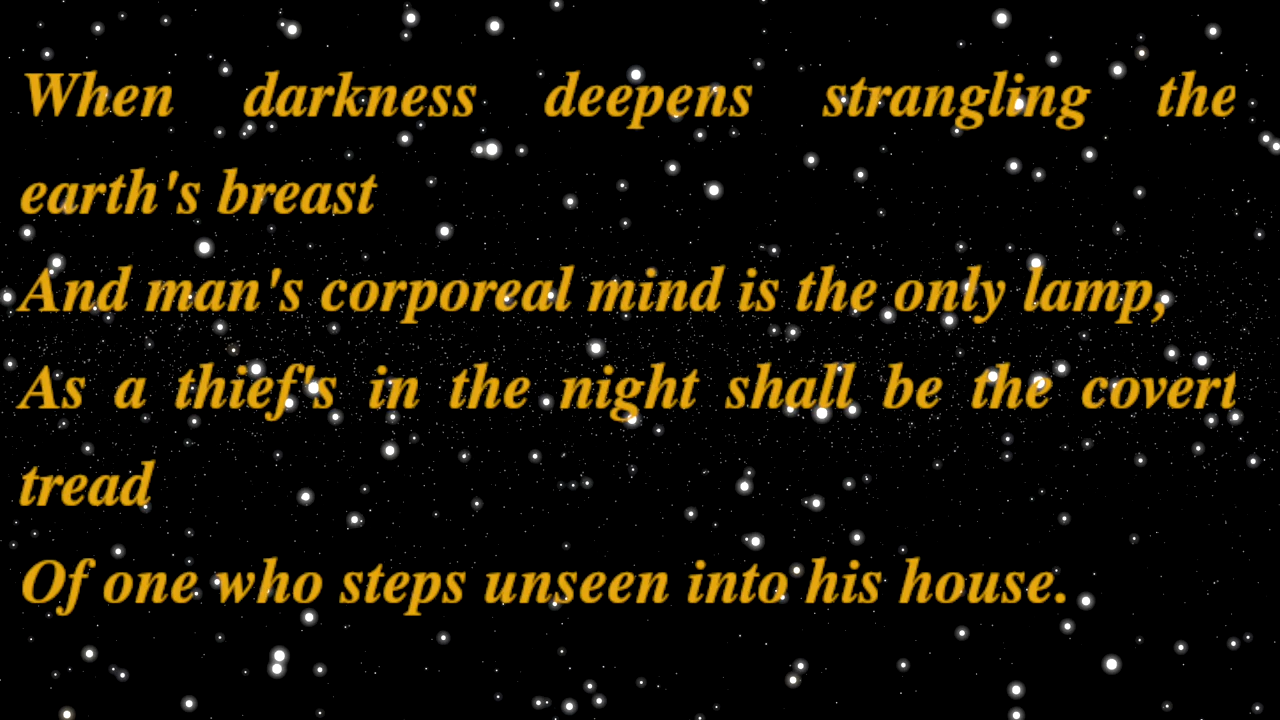 When darkness deepens strangling the
earth's breast
And man's corporeal mind is the only lamp,
As a thief's in the night shall be the covert
tread
Of one who steps unseen into his house.